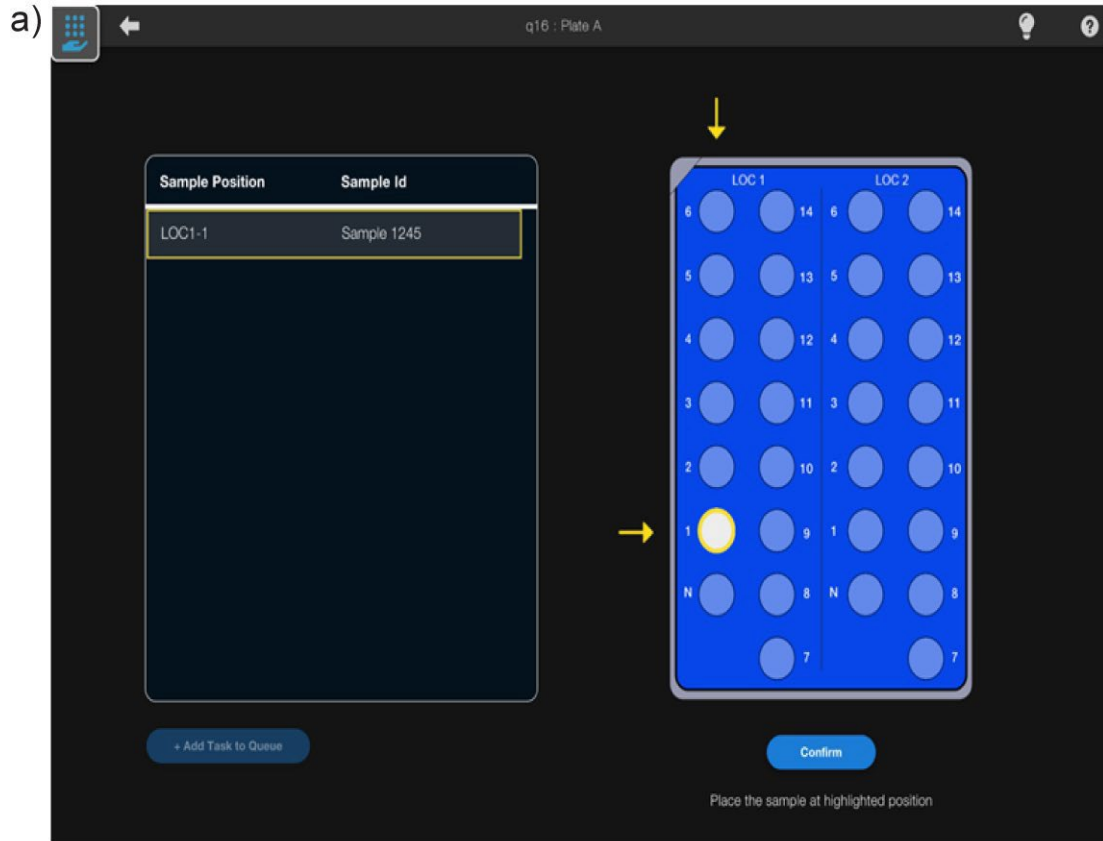 a)
q16 : Plate A
?
Sample Position Sample Id
LOC1-1 Sample 1245
LOC 1 LOC 2
6 14 6 14
5 13 5 13
4 12 4 12
3 11 3 11
2 10 2 10
1 9 1 9
N 8 N 8
7 7
+ Add Task to Queue
Confirm
Place the sample at highlighted position